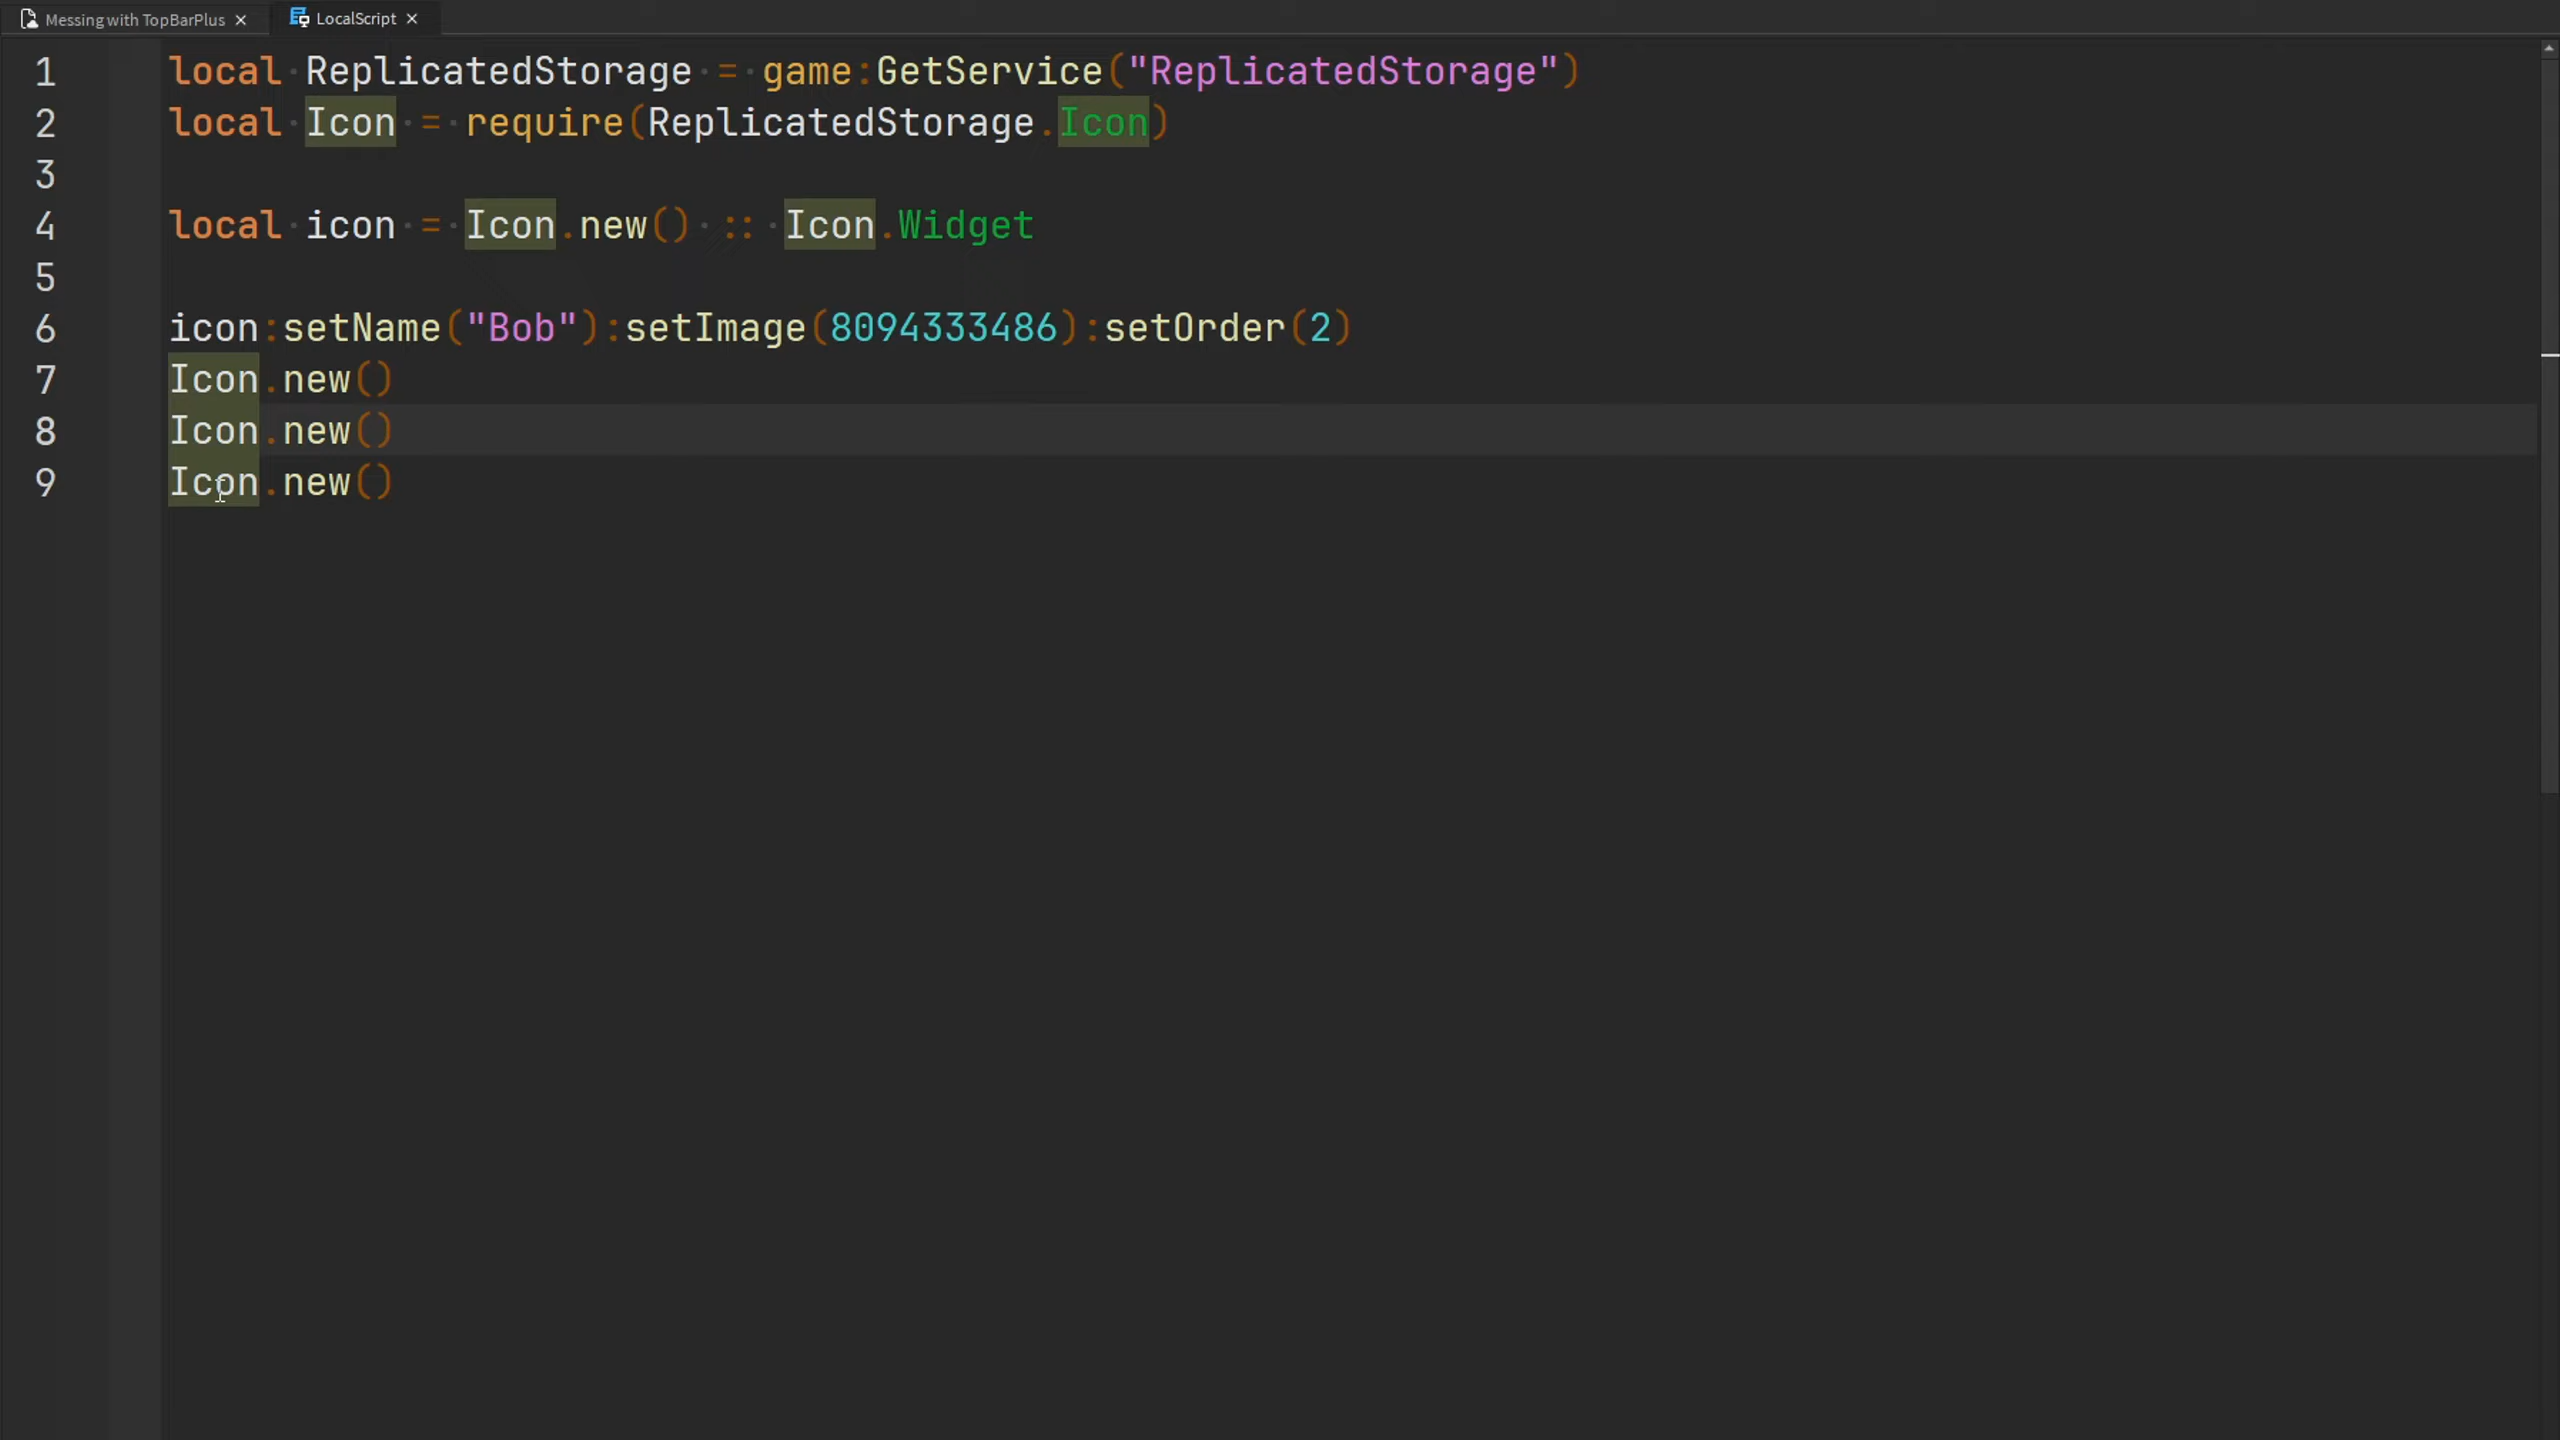 Messing with TopBarPlus LocalScript
1 local ReplicatedStorage = game:GetService("ReplicatedStorage")
2 local Icon = require(ReplicatedStorage.Icon)
3
4 local icon = Icon.new() :: Icon.Widget
5
6 icon:setName("Bob"):setImage(8094333486):setOrder(2)
7 Icon.new()
8 Icon.new()
9 Icon.new()